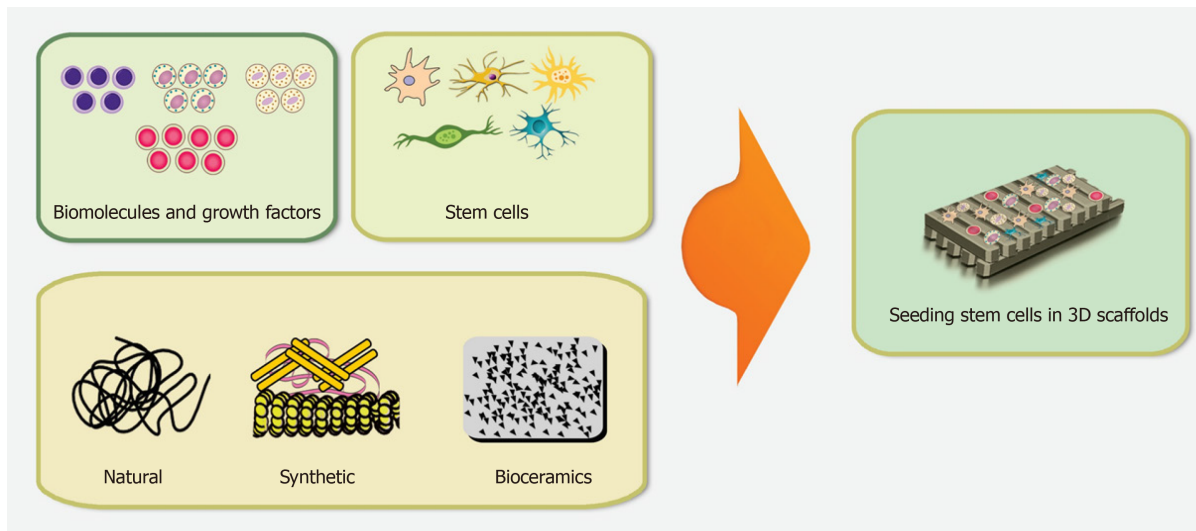 Biomolecules and growth factors
Stem cells
Natural
Synthetic
Bioceramics
Seeding stem cells in 3D scaffolds